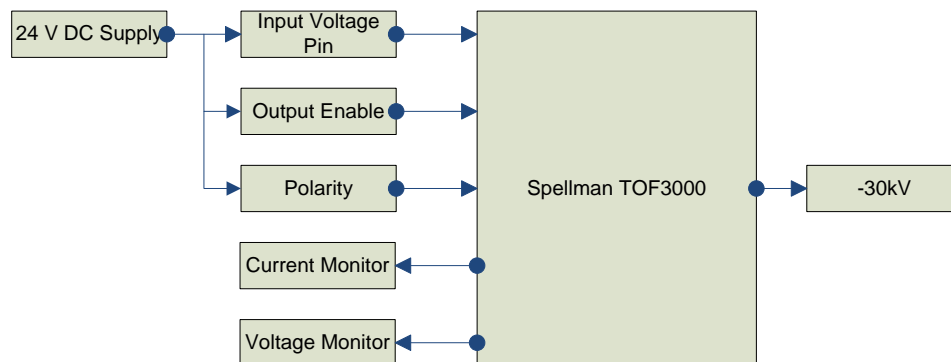 24 V DC Supply
Input Voltage
Pin
Output Enable
Polarity
Current Monitor
Voltage Monitor
Spellman TOF3000
-30kV